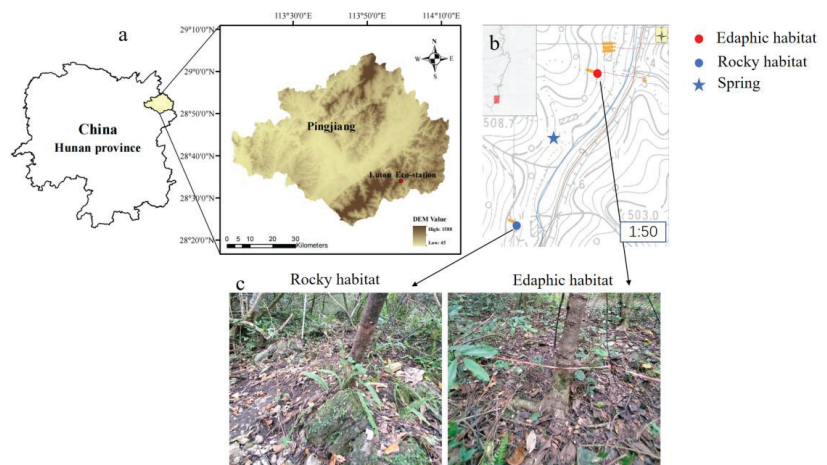 a
113°30'0"E 113°50'0"E 114°10'0"E
29°10'0"N
29°0'0"N
28°50'0"N
28°40'0"N
28°30'0"N
28°20'0"N
China
Hunan province
N
W E
S
Pingjiang
Lutou Eco-station
DEM Value
High: 1588
Low: 45
0 5 10 20 30
Kilometers
b
508.7
503.0
1:50
Edaphic habitat
Rocky habitat
Spring
c
Rocky habitat
Edaphic habitat